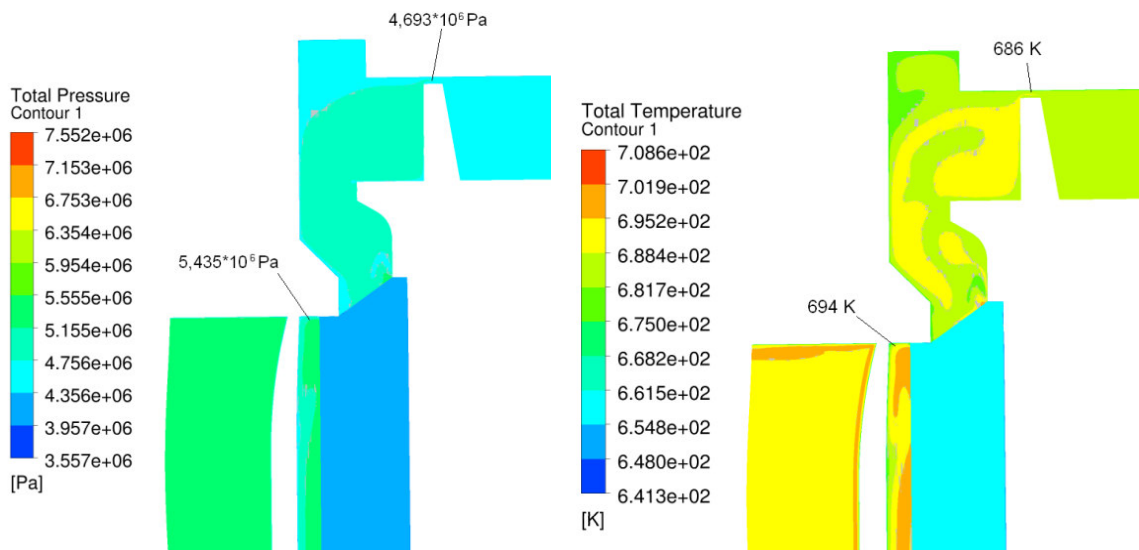 4,693*10⁶ Pa
Total Pressure
Contour 1
7.552e+06
7.153e+06
6.753e+06
6.354e+06
5.954e+06
5.555e+06
5.155e+06
4.756e+06
4.356e+06
3.957e+06
3.557e+06
[Pa]
5,435*10⁶ Pa
686 K
Total Temperature
Contour 1
7.086e+02
7.019e+02
6.952e+02
6.884e+02
6.817e+02
6.750e+02
6.682e+02
6.615e+02
6.548e+02
6.480e+02
6.413e+02
[K]
694 K